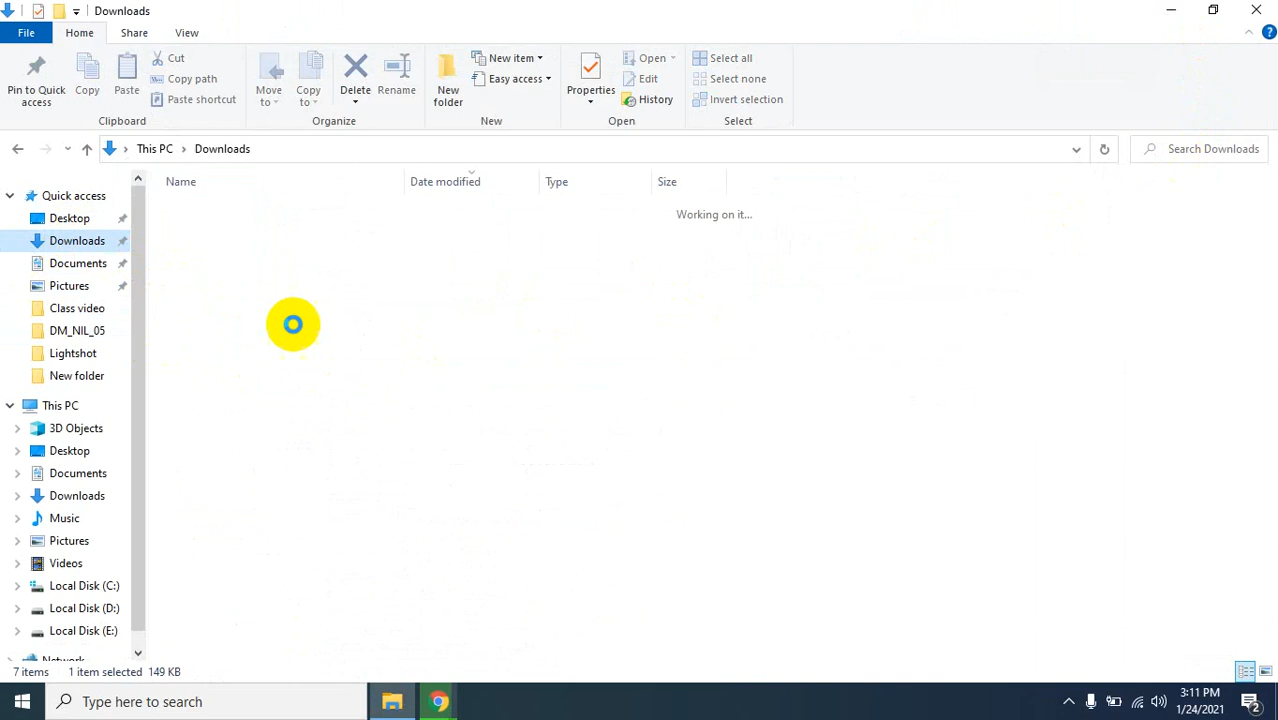 Downloads
File Home Share View
Pin to Quick access
Copy
Paste
Cut
Copy path
Paste shortcut
Clipboard
Move to
Copy to
Delete
Rename
Organize
New folder
New item
Easy access
New
Properties
Open
Edit
History
Open
Select all
Select none
Invert selection
Select
This PC > Downloads
Search Downloads
Name Date modified Type Size
Working on it...
Quick access
Desktop
Downloads
Documents
Pictures
Class video
DM_NIL_05
Lightshot
New folder
This PC
3D Objects
Desktop
Documents
Downloads
Music
Pictures
Videos
Local Disk (C:)
Local Disk (D:)
Local Disk (E:)
Network
7 items 1 item selected 149 KB
Type here to search
3:11 PM
1/24/2021
2